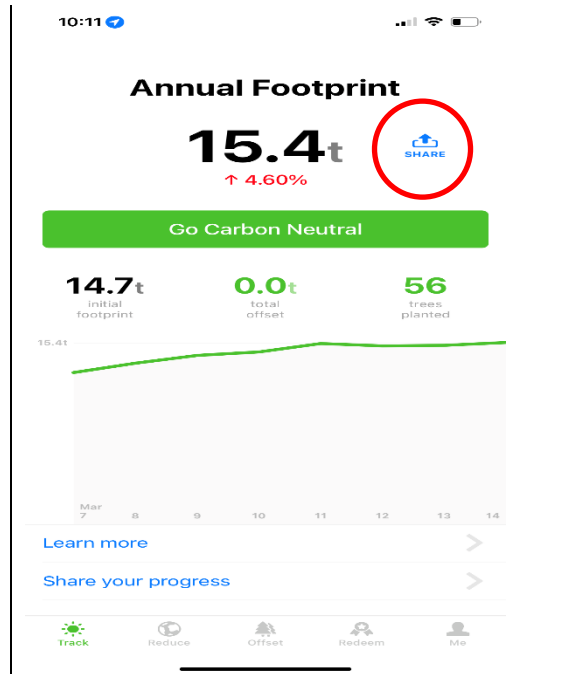 10:11
Annual Footprint
15.4t
SHARE
↑ 4.60%
Go Carbon Neutral
14.7t 0.0t 56
initial footprint total offset trees planted
15.4t
Mar
7 8 9 10 11 12 13 14
Learn more
Share your progress
Track Reduce Offset Redeem Me